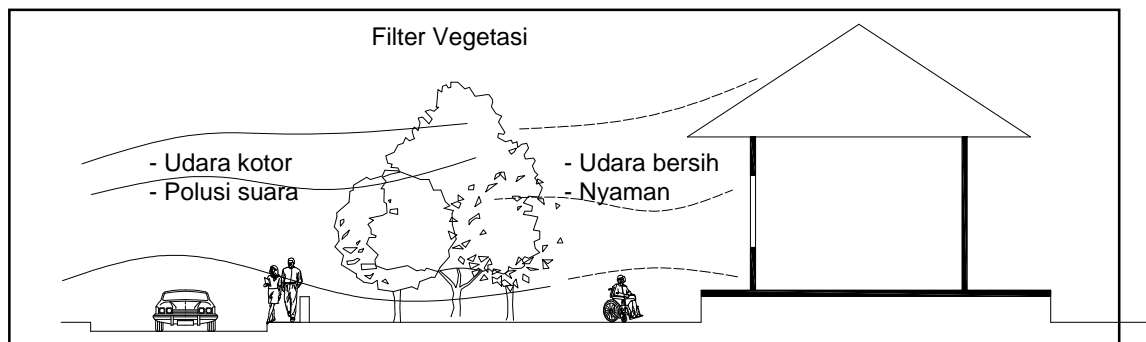 Filter Vegetasi
- Udara kotor
- Polusi suara
- Udara bersih
- Nyaman